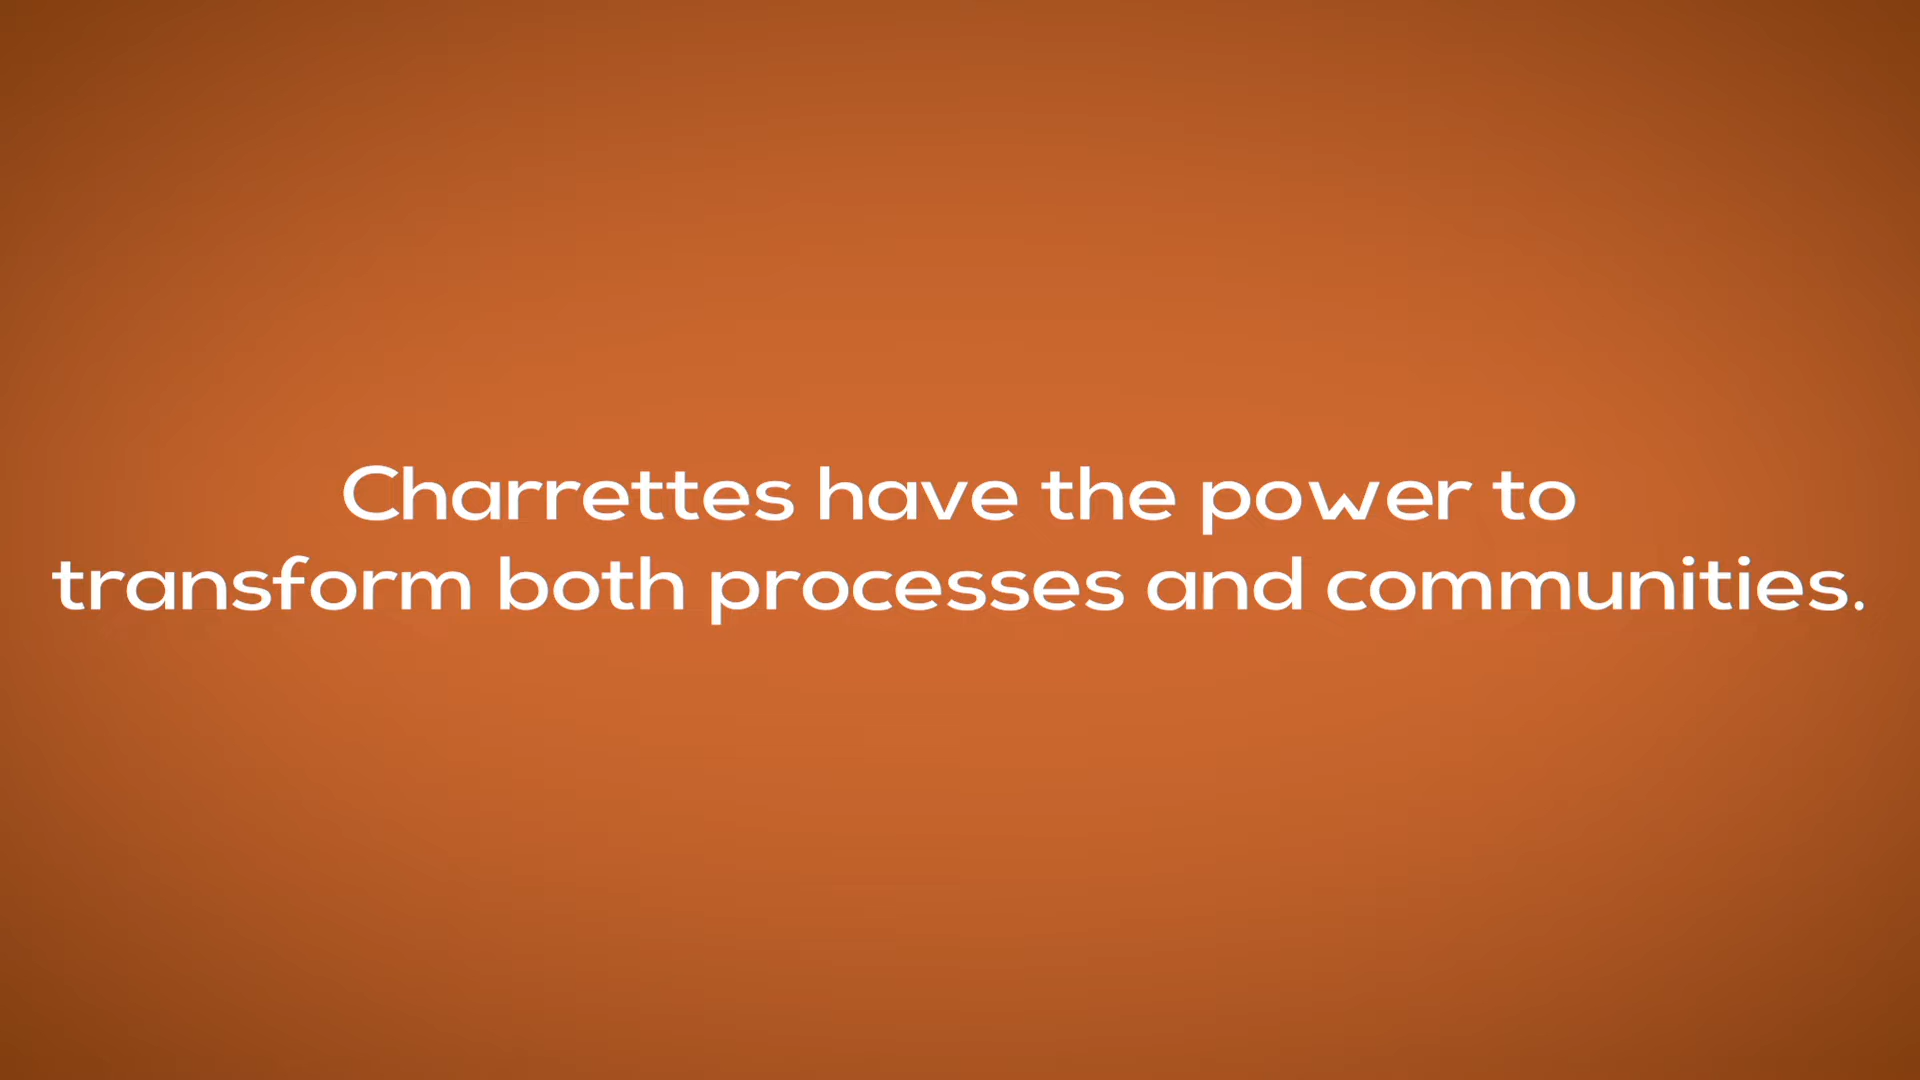 Charrettes have the power to
transform both processes and communities.